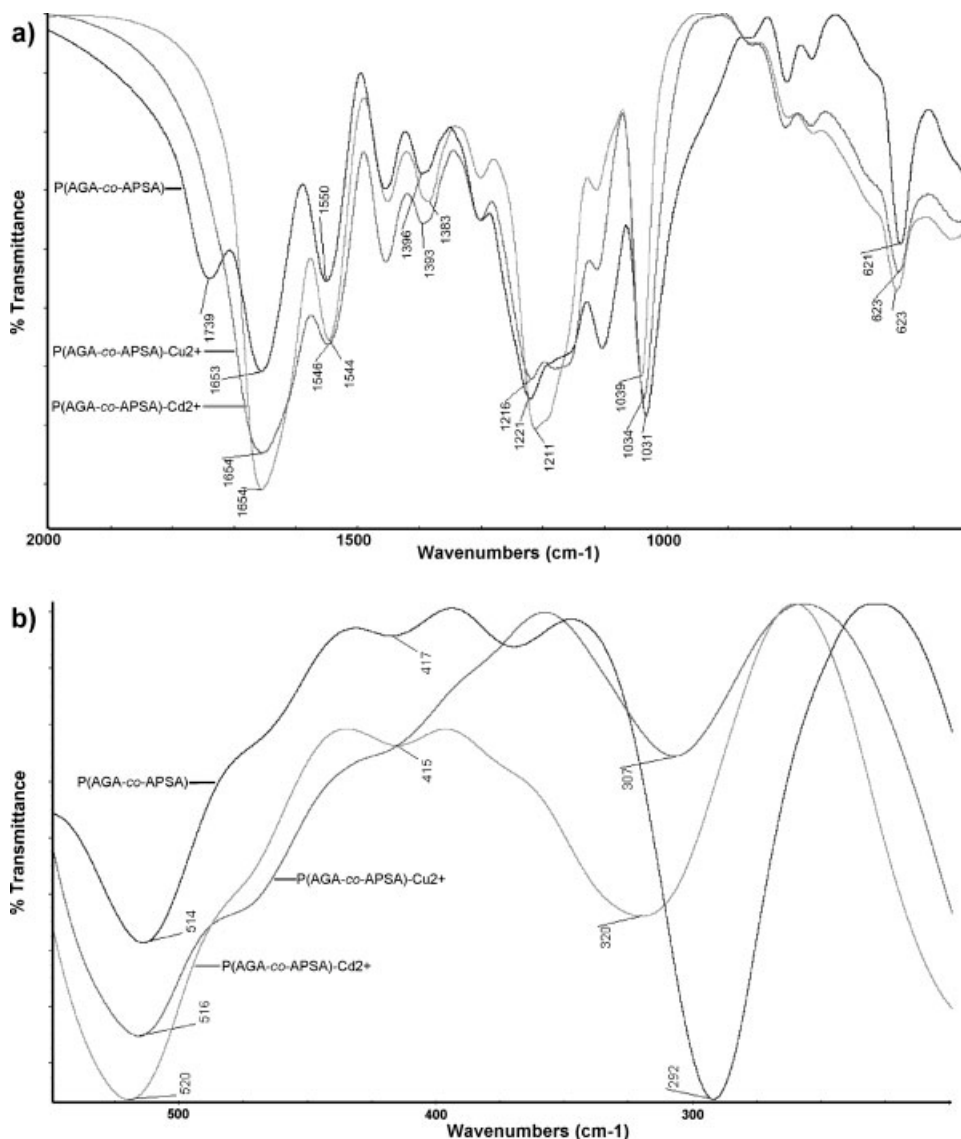 a)
% Transmittance
P(AGA-co-APSA)
P(AGA-co-APSA)-Cu2+
P(AGA-co-APSA)-Cd2+
1739
1653
1654
1654
1550
1546
1544
1396
1393
1383
1216
1221
1211
1039
1034
1031
621
623
623
2000
1500
1000
Wavenumbers (cm-1)
b)
% Transmittance
P(AGA-co-APSA)
P(AGA-co-APSA)-Cu2+
P(AGA-co-APSA)-Cd2+
514
516
520
417
415
307
320
292
500
400
300
Wavenumbers (cm-1)